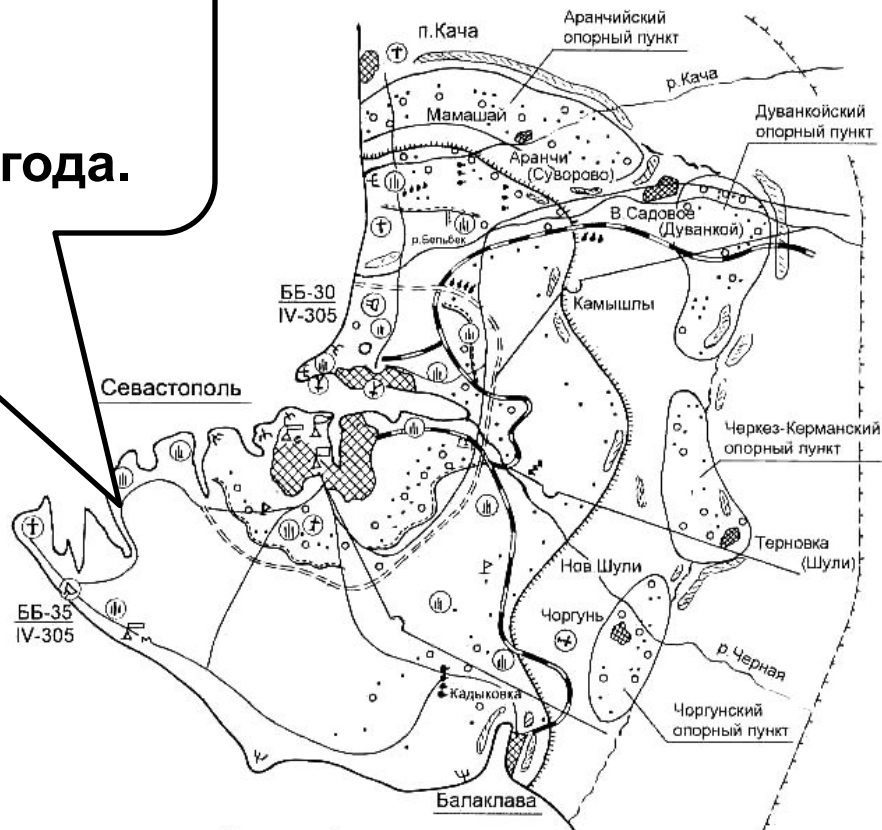 года.
п.Кача
Аранчийский
опорный пункт
р.Кача
Мамашай
Дуванкойский
опорный пункт
Аранчи
(Суворово)
В.Садовое
(Дуванкой)
р.Бельбек
ББ-30
IV-305
Камышлы
Севастополь
Черкез-Керманский
опорный пункт
Терновка
(Шули)
Нов Шули
ББ-35
IV-305
Чоргунь
р.Черная
Кадыковка
Чоргунский
опорный пункт
Балаклава